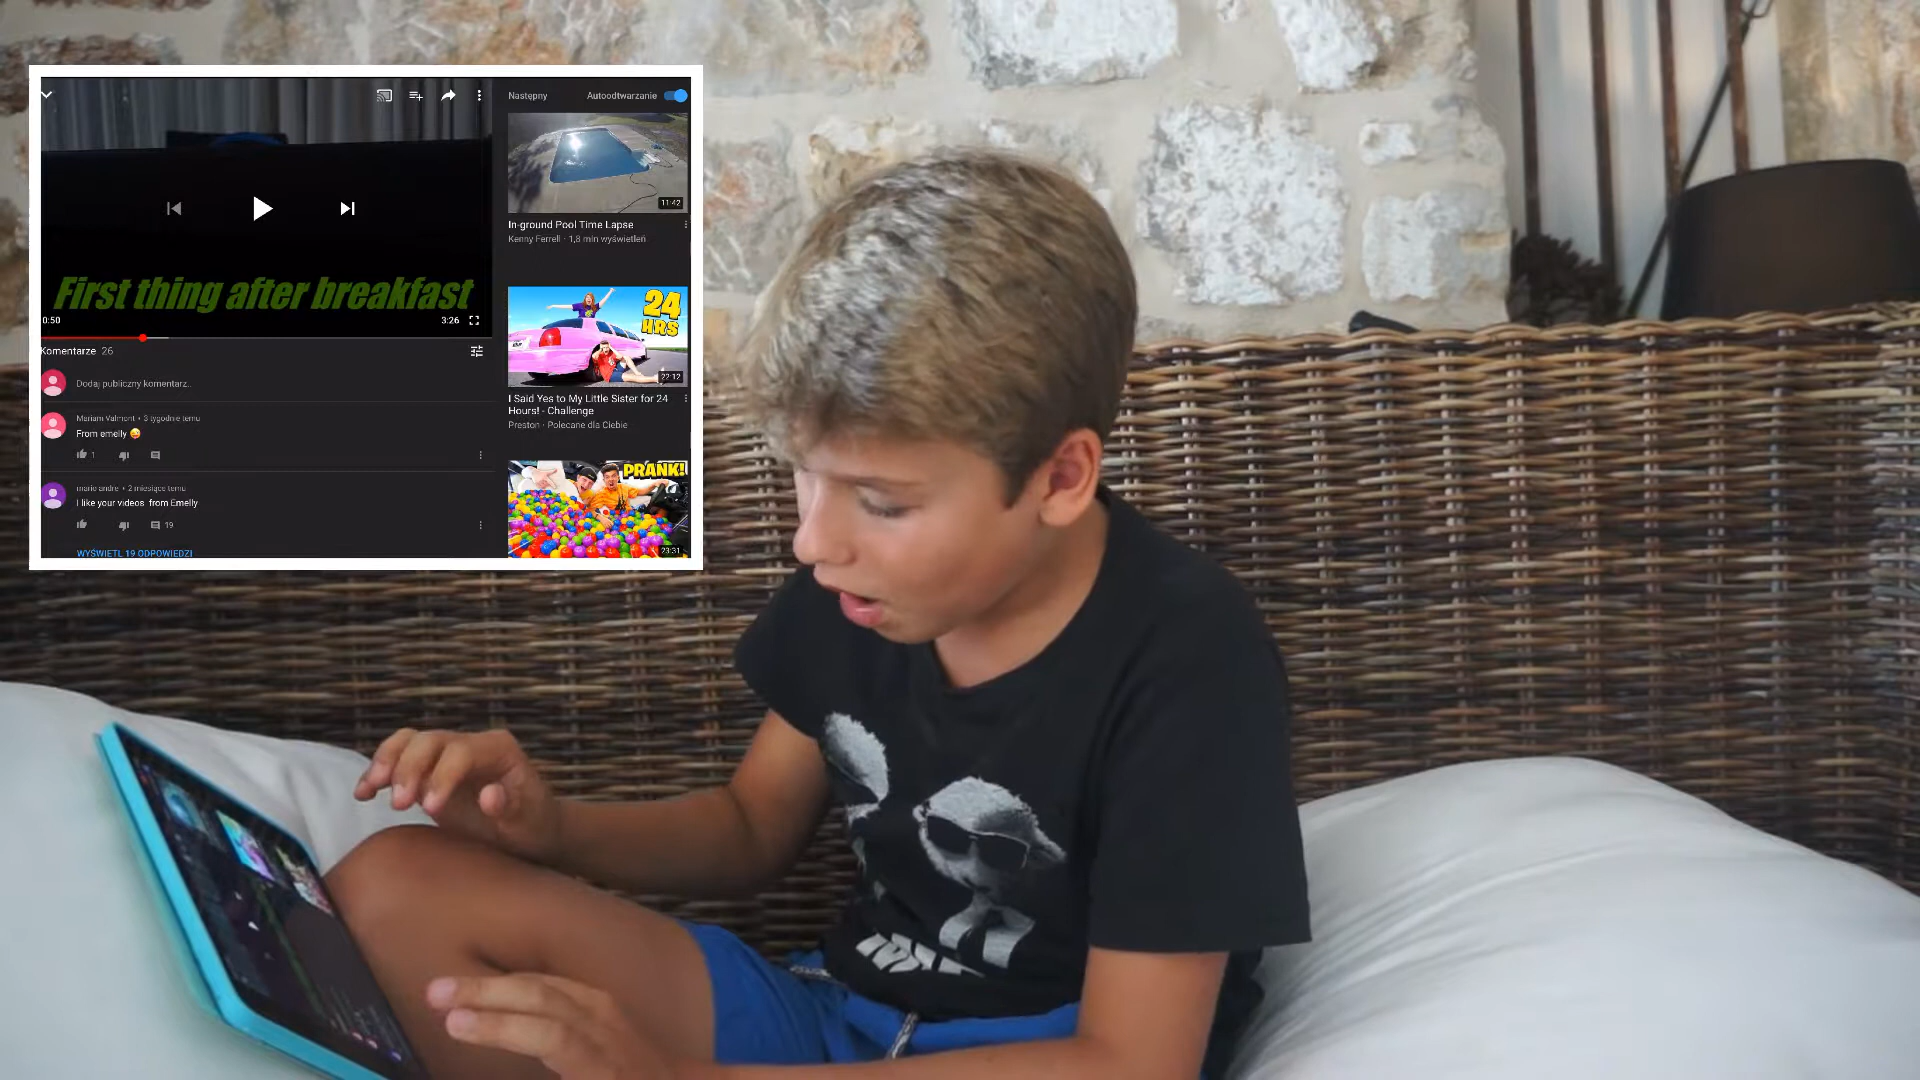 First thing after breakfast
0:50
3:26
Komentarze 26
Dodaj publiczny komentarz..
Mariam Valmont • 3 tygodnie temu
From emelly
1
mario andre • 2 miesiące temu
I like your videos from Emelly
19
WYŚWIETL 19 ODPOWIEDZI
Następny
Autoodtwarzanie
11:42
In-ground Pool Time Lapse
Kenny Ferrell · 1,8 mln wyświetleń
24
HRS
22:12
I Said Yes to My Little Sister for 24
Hours! - Challenge
Preston · Polecane dla Ciebie
PRANK!
23:31